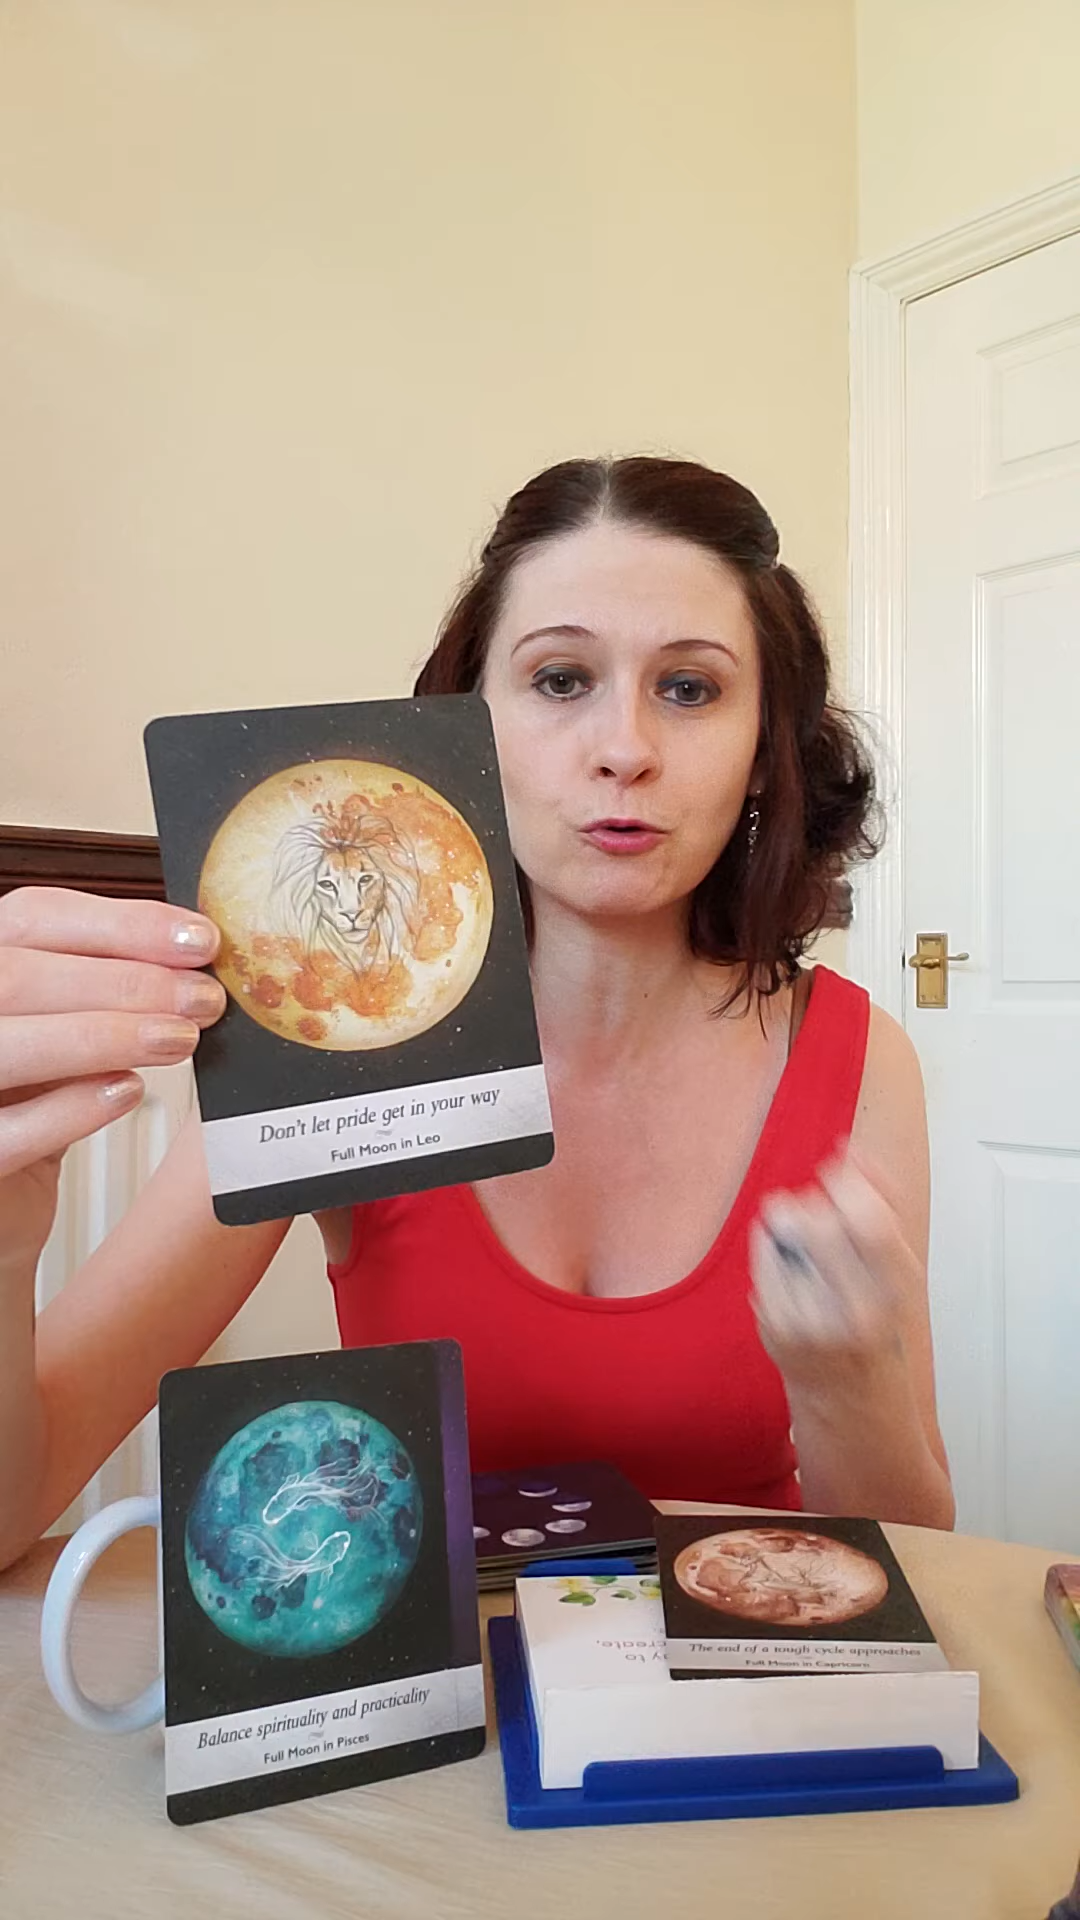 Don't let pride get in your way
Full Moon in Leo
Balance spirituality and practicality
Full Moon in Pisces
The end of a tough cycle approaches
Full Moon in Capricorn
create,